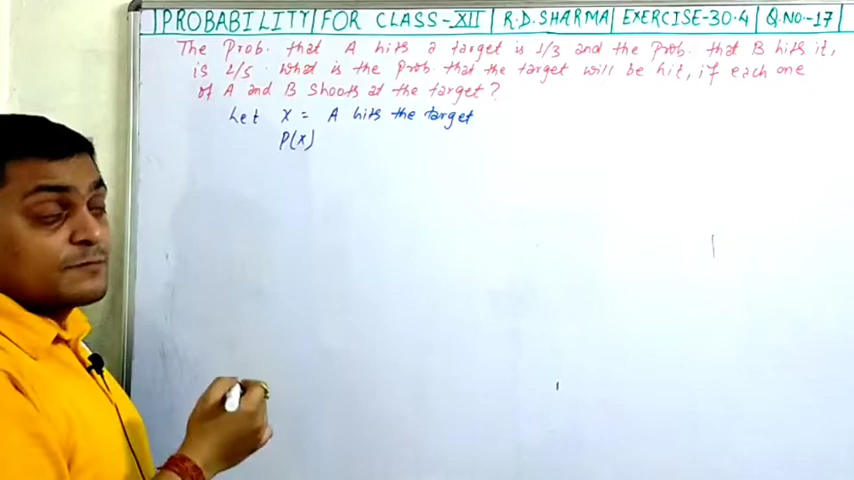 PROBABILITY FOR CLASS-XII | R.D.SHARMA | EXERCISE-30.4 | Q.NO.-17
The Prob. that A hits a target is 1/3 and the prob. that B hits it,
is 2/5. What is the prob that the target will be hit, if each one
of A and B shoots at the target?
Let X = A hits the target
P(X)